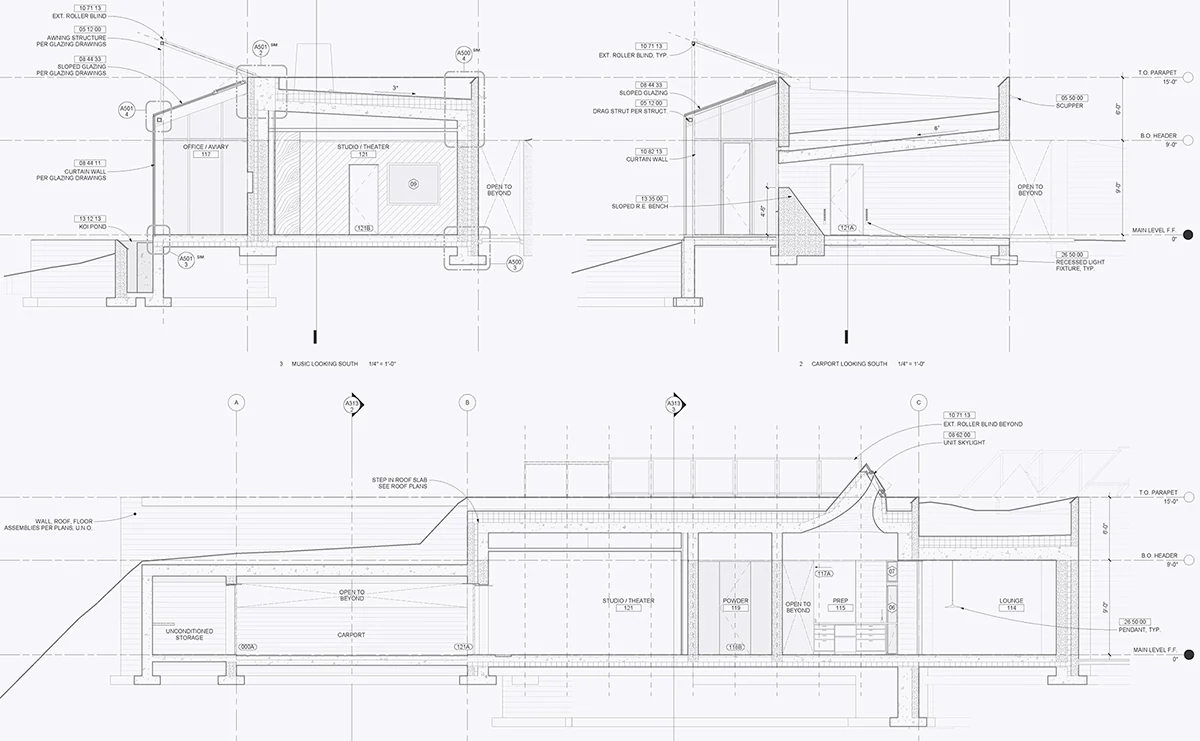 10 71 13
EXT. ROLLER BLIND
05 12 00
AWNING STRUCTURE
PER GLAZING DRAWINGS
08 44 33
SLOPED GLAZING
PER GLAZING DRAWINGS
A501
4
08 44 11
CURTAIN WALL
PER GLAZING DRAWINGS
13 12 13
KOI POND
A501
2
SIM
A500
4
SIM
3"
OFFICE / AVIARY
117
STUDIO / THEATER
121
09
121B
OPEN TO
BEYOND
A501
3
SIM
A500
3
3 MUSIC LOOKING SOUTH 1/4" = 1'-0"
10 71 13
EXT. ROLLER BLIND, TYP.
08 44 33
SLOPED GLAZING
05 12 00
DRAG STRUT PER STRUCT.
10 82 13
CURTAIN WALL
13 35 00
SLOPED R.E. BENCH
4'-6"
6"
121A
OPEN TO
BEYOND
26 50 00
RECESSED LIGHT
FIXTURE, TYP.
05 50 00
SCUPPER
T.O. PARAPET
15'-0"
6'-0"
B.O. HEADER
9'-0"
9'-0"
MAIN LEVEL F.F.
0"
2 CARPORT LOOKING SOUTH 1/4" = 1'-0"
A
A313
2
B
A313
3
C
10 71 13
EXT. ROLLER BLIND BEYOND
08 62 00
UNIT SKYLIGHT
STEP IN ROOF SLAB
SEE ROOF PLANS
WALL, ROOF, FLOOR
ASSEMBLIES PER PLANS, U.N.O.
T.O. PARAPET
15'-0"
6'-0"
B.O. HEADER
9'-0"
9'-0"
OPEN TO
BEYOND
UNCONDITIONED
STORAGE
CARPORT
000A
121A
STUDIO / THEATER
121
POWDER
119
118B
OPEN TO
BEYOND
117A
PREP
115
07
06
LOUNGE
114
26 50 00
PENDANT, TYP.
MAIN LEVEL F.F.
0"